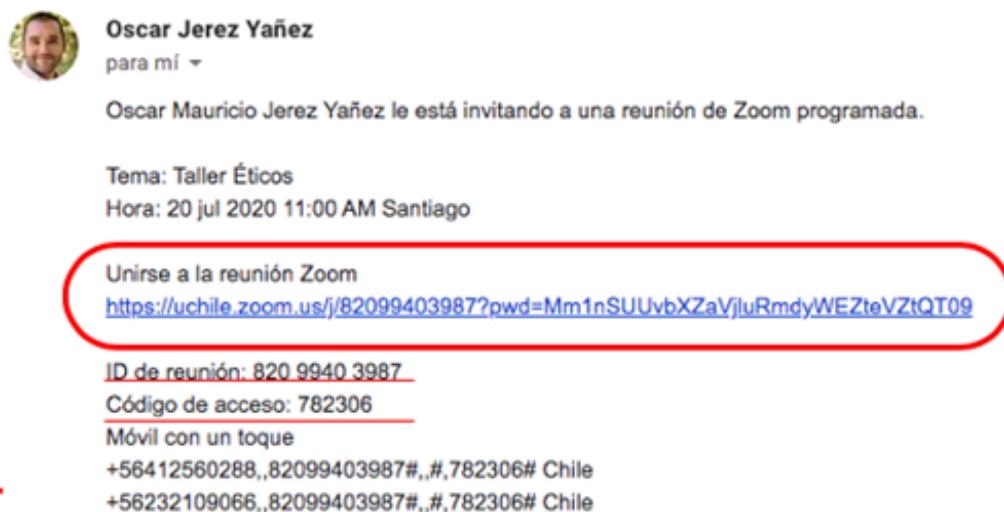 Oscar Jerez Yañez
para mí
Oscar Mauricio Jerez Yañez le está invitando a una reunión de Zoom programada.
Tema: Taller Éticos
Hora: 20 jul 2020 11:00 AM Santiago
Unirse a la reunión Zoom
https://uchile.zoom.us/j/82099403987?pwd=Mm1nSUUvbXZaVjluRmdyWEZteVZtQT09
ID de reunión: 820 9940 3987
Código de acceso: 782306
Móvil con un toque
+56412560288,,82099403987#,,#,782306# Chile
+56232109066,,82099403987#,,#,782306# Chile